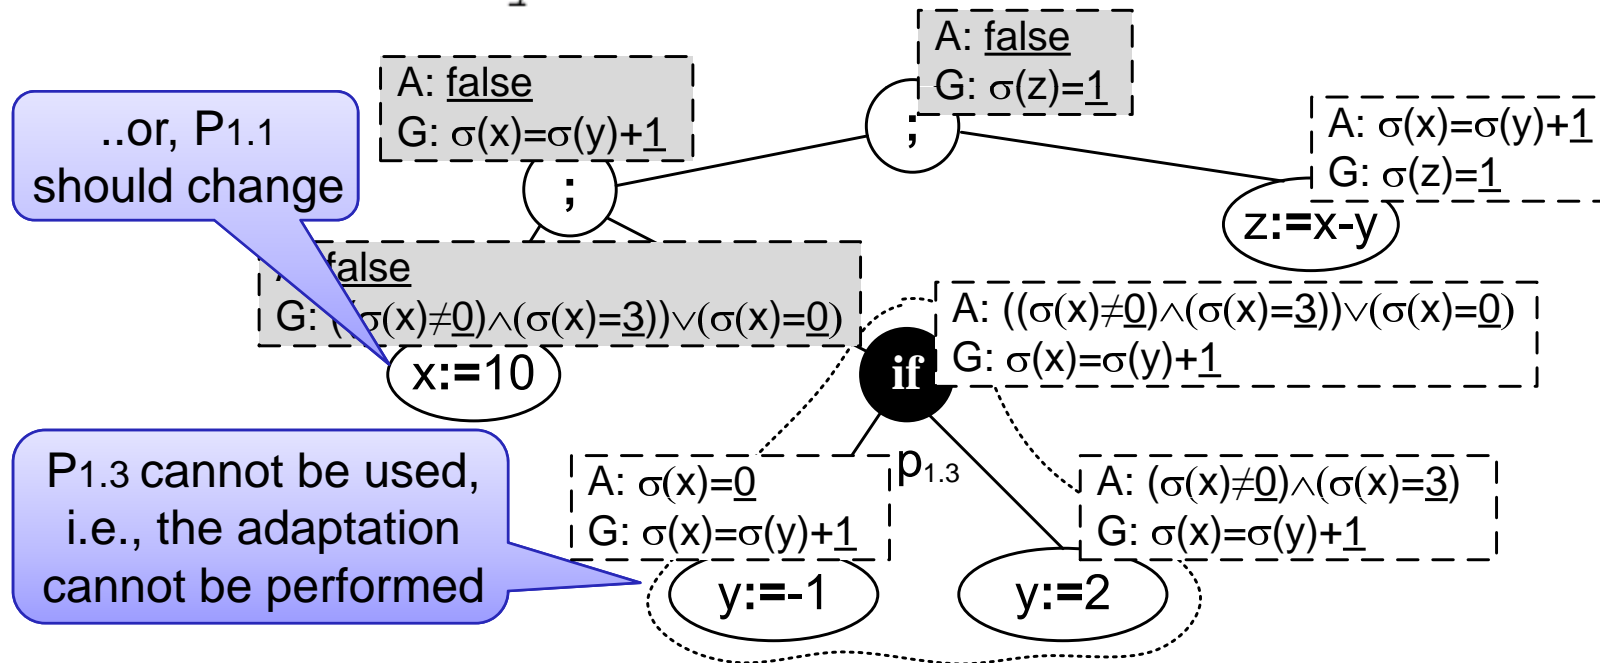 A: false
G: σ(z)=1
;
A: false
G: σ(x)=σ(y)+1
;
..or, P1.1
should change
A: σ(x)=σ(y)+1
G: σ(z)=1
z:=x-y
false
G: ((σ(x)≠0)∧(σ(x)=3))∨(σ(x)=0)
x:=10
A: ((σ(x)≠0)∧(σ(x)=3))∨(σ(x)=0)
G: σ(x)=σ(y)+1
if
p1.3
P1.3 cannot be used,
i.e., the adaptation
cannot be performed
A: σ(x)=0
G: σ(x)=σ(y)+1
y:=-1
A: (σ(x)≠0)∧(σ(x)=3)
G: σ(x)=σ(y)+1
y:=2